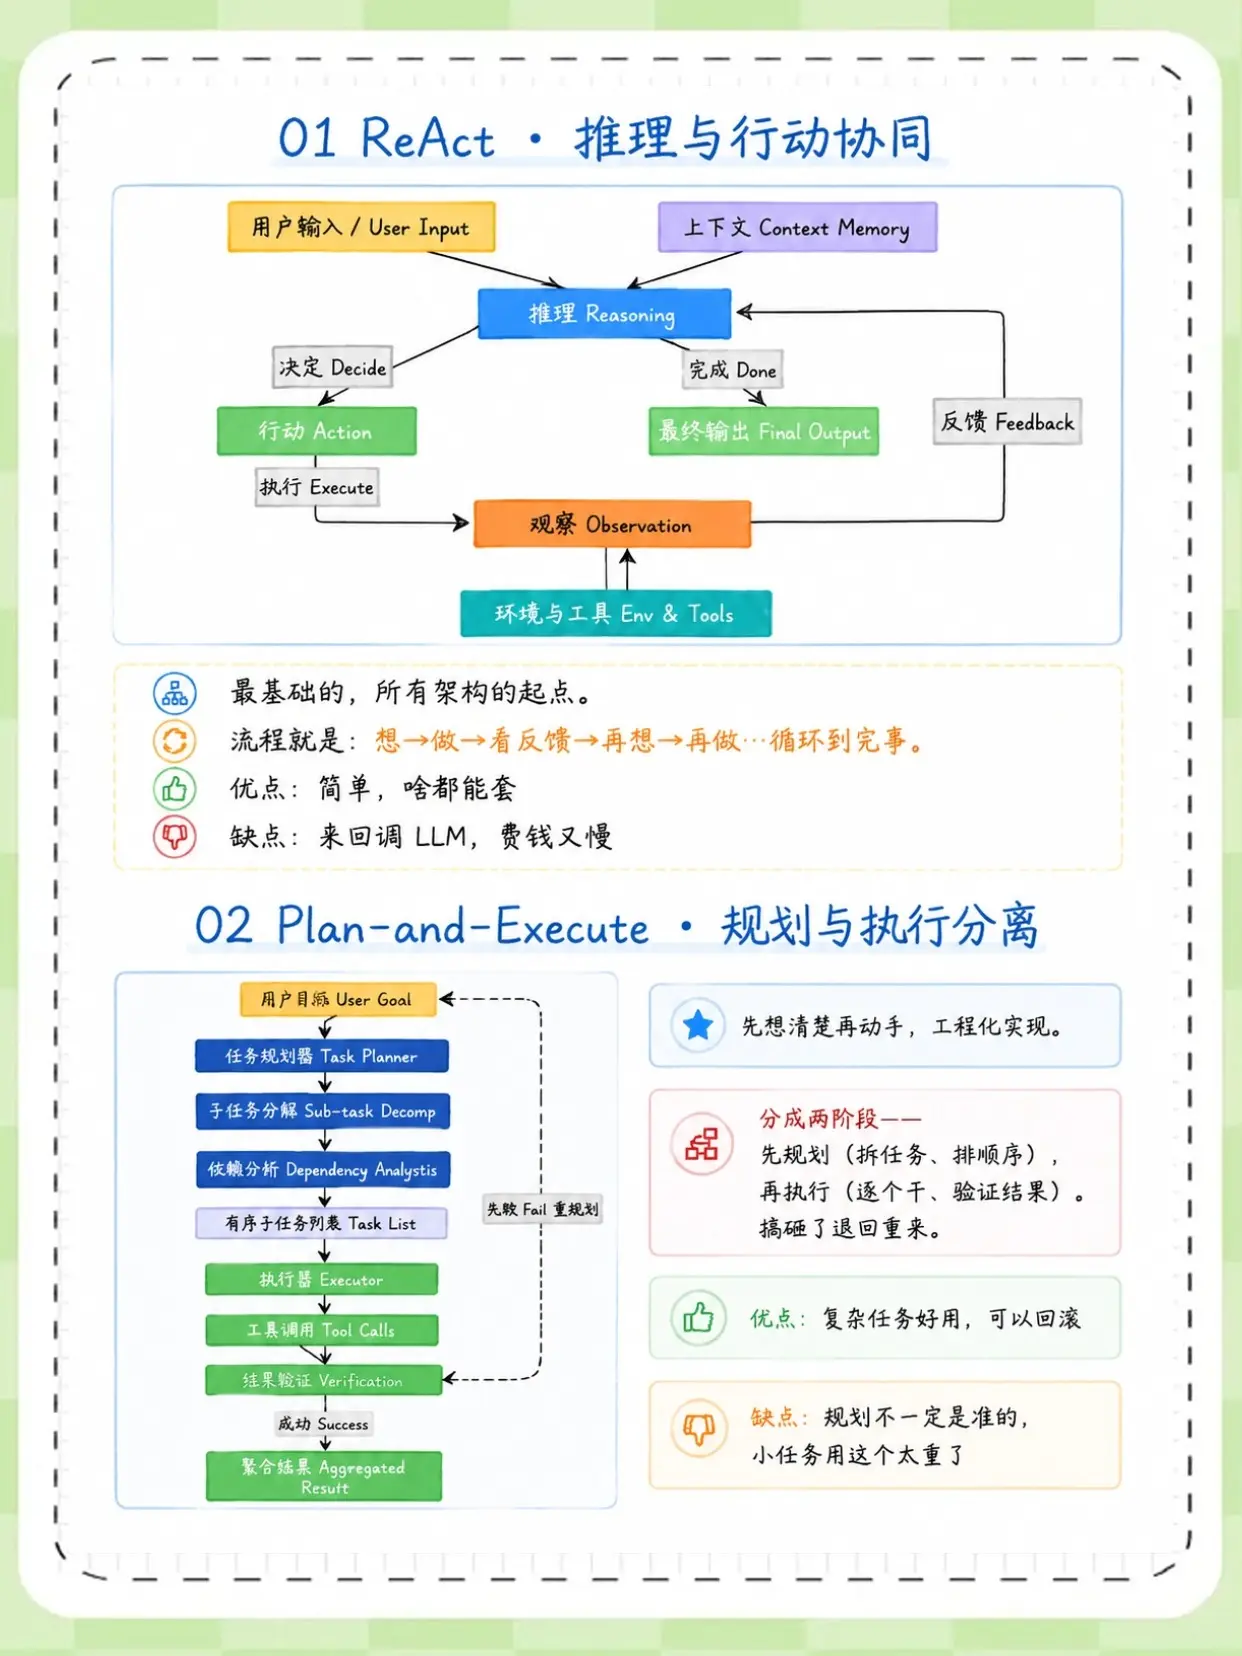 01 ReAct · 推理与行动协同
用户输入 / User Input
上下文 Context Memory
推理 Reasoning
决定 Decide
完成 Done
行动 Action
最终输出 Final Output
反馈 Feedback
执行 Execute
观察 Observation
环境与工具 Env & Tools
最基础的，所有架构的起点。
流程就是：想→做→看反馈→再想→再做…循环到完事。
优点：简单，啥都能套
缺点：来回调 LLM，费钱又慢
02 Plan-and-Execute · 规划与执行分离
用户目标 User Goal
任务规划器 Task Planner
子任务分解 Sub-task Decomp
依赖分析 Dependency Analystis
有序子任务列表 Task List
Fail 重规划
执行器 Executor
工具调用 Tool Calls
结果验证 Verification
成功 Success
聚合结果 Aggregated
Result
先想清楚再动手，工程化实现。
分成两阶段——
先规划（拆任务、排顺序），
再执行（逐个干、验证结果）。
搞砸了退回重来。
优点：复杂任务好用，可以回滚
缺点：规划不一定是准的，
小任务用这个太重了